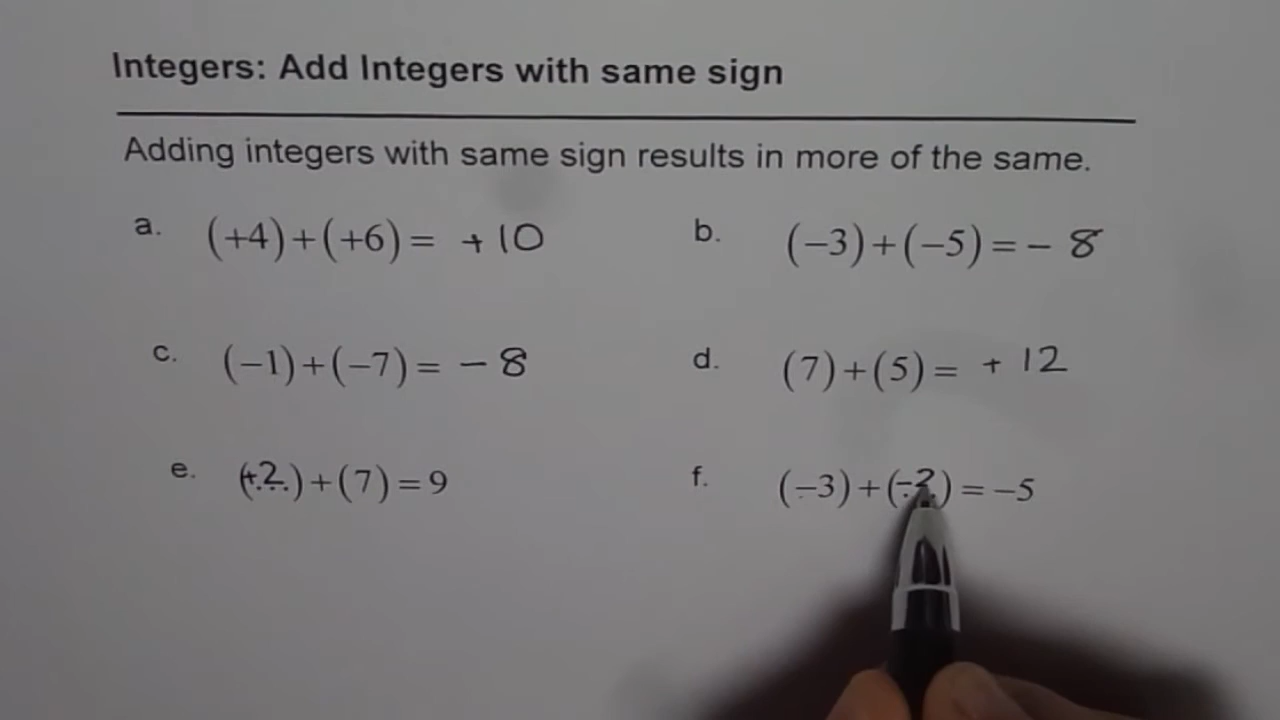 Integers: Add Integers with same sign
Adding integers with same sign results in more of the same.
a. (+4)+(+6)= +10
b. (−3)+(−5)=− 8
c. (−1)+(−7)= −8
d. (7)+(5)= + 12
e. (+2)+(7)=9
f. (−3)+(−2)=−5